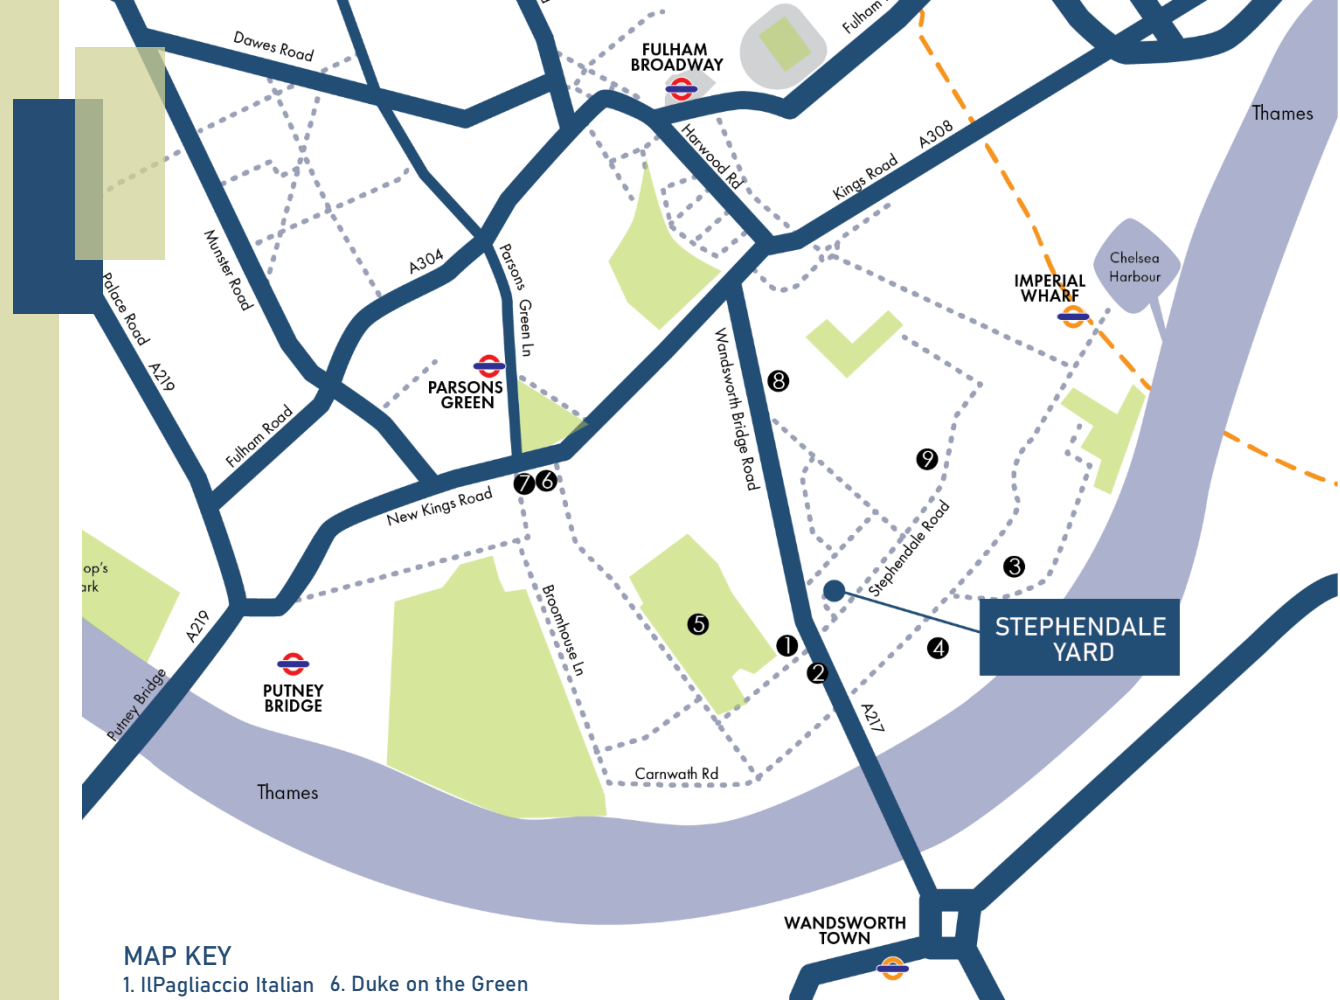 Dawes Road
FULHAM
BROADWAY
Fulham
Thames
Harwood Rd
A308
Kings Road
Munster Road
A304
Parsons Green Ln
Chelsea
Harbour
IMPERIAL
WHARF
Palace Road
A219
PARSONS
GREEN
Wandsworth Bridge Road
8
Fulham Road
9
7 6
New Kings Road
Stephendale Road
3
op's
ark
Broomhouse Ln
5
STEPHENDALE
YARD
A219
1
4
2
PUTNEY
BRIDGE
Putney Bridge
A217
Carnwath Rd
Thames
WANDSWORTH
TOWN
MAP KEY
1. IlPagliaccio Italian 6. Duke on the Green